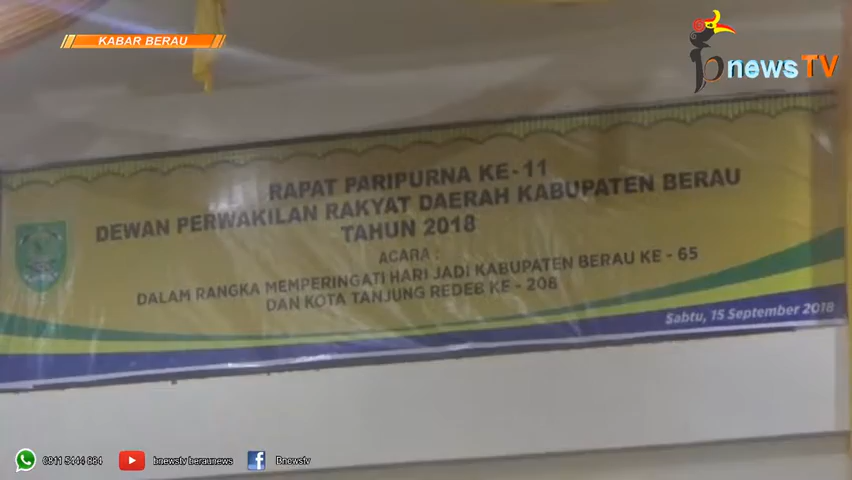 KABAR BERAU
bnewsTV
RAPAT PARIPURNA KE - 11
DEWAN PERWAKILAN RAKYAT DAERAH KABUPATEN BERAU
TAHUN 2018
ACARA :
DALAM RANGKA MEMPERINGATI HARI JADI KABUPATEN BERAU KE - 65
DAN KOTA TANJUNG REDEB KE - 208
Sabtu, 15 September 2018
bnewstv beraunews
Bnewstv